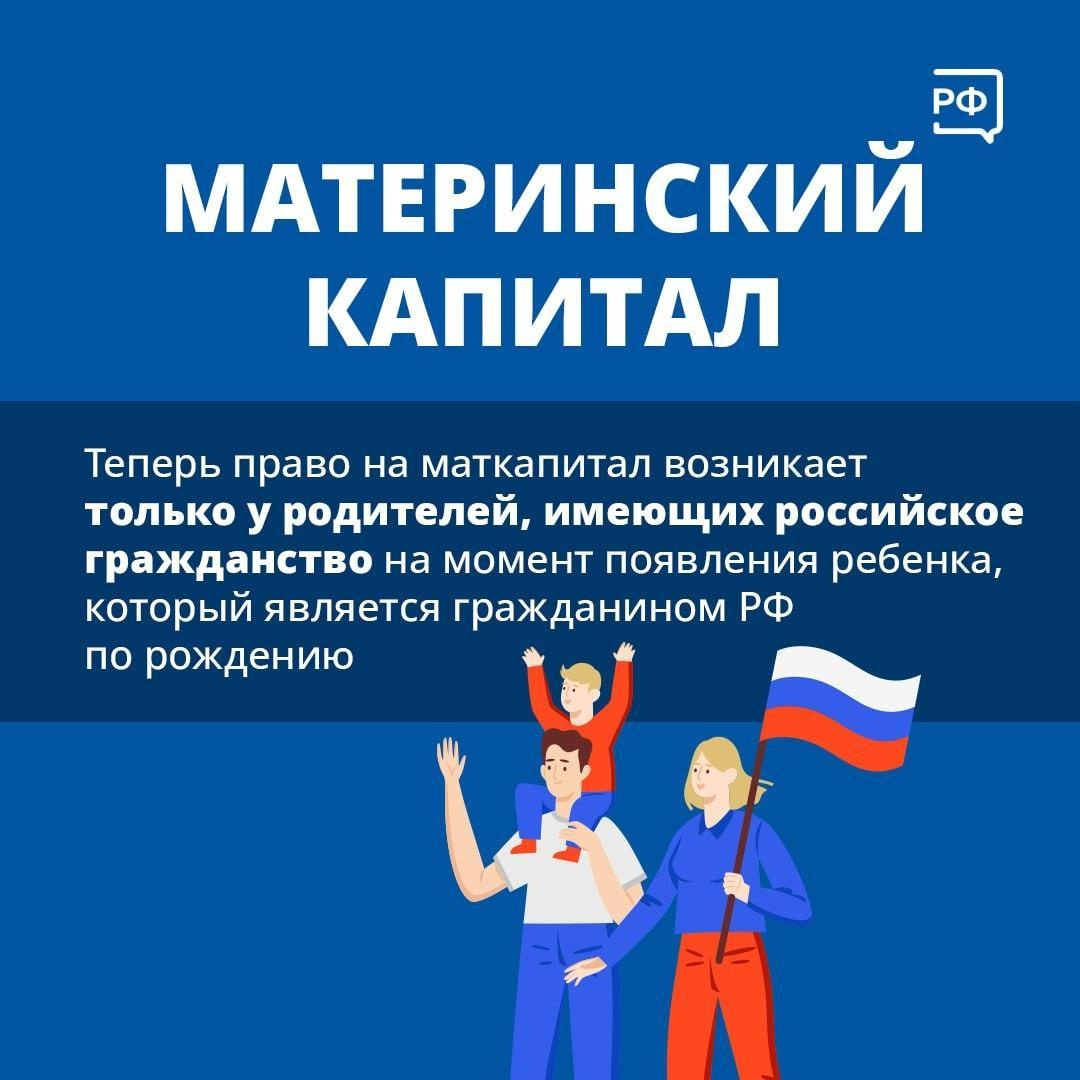 РФ
МАТЕРИНСКИЙ
КАПИТАЛ
Теперь право на маткапитал возникает
только у родителей, имеющих российское
гражданство на момент появления ребенка,
который является гражданином РФ
по рождению